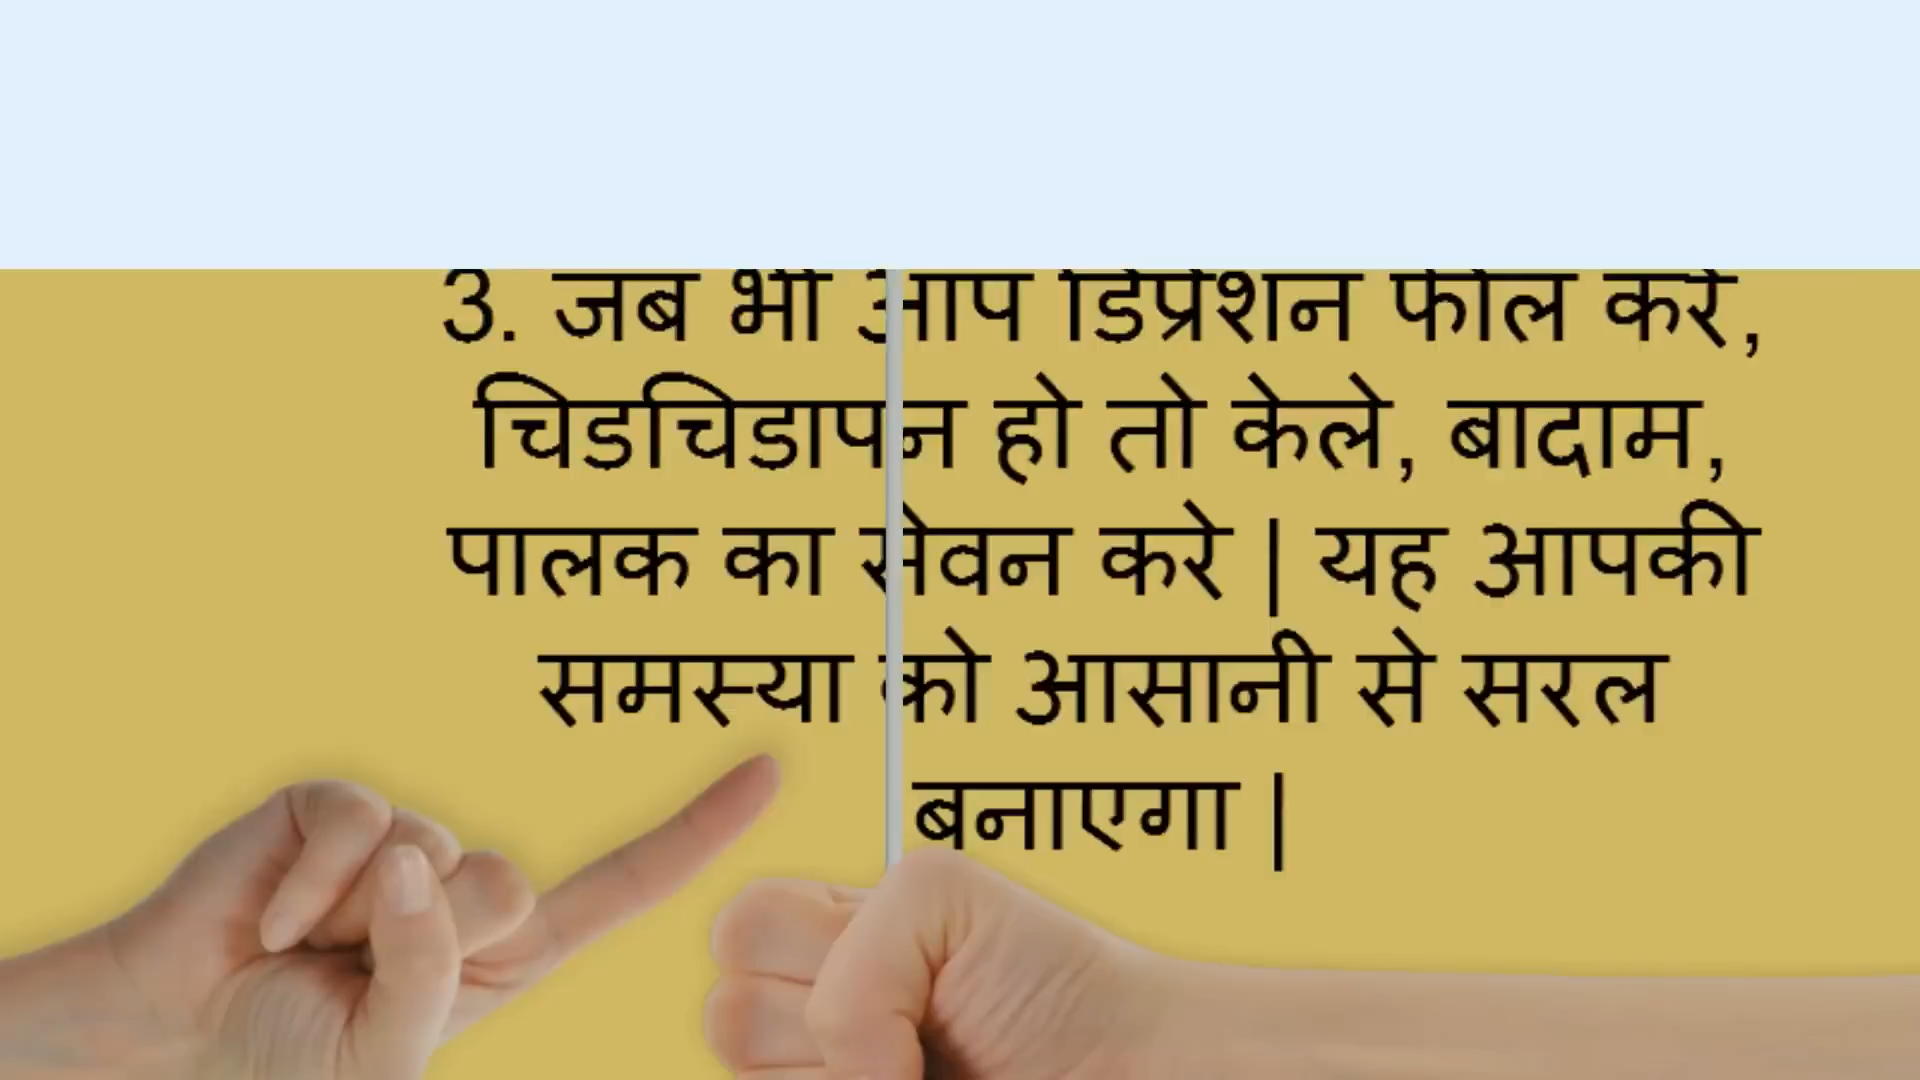 3. जब भी आप डिप्रेशन फील करे,
चिडचिडापन हो तो केले, बादाम,
पालक का सेवन करे | यह आपकी
समस्या को आसानी से सरल
बनाएगा |